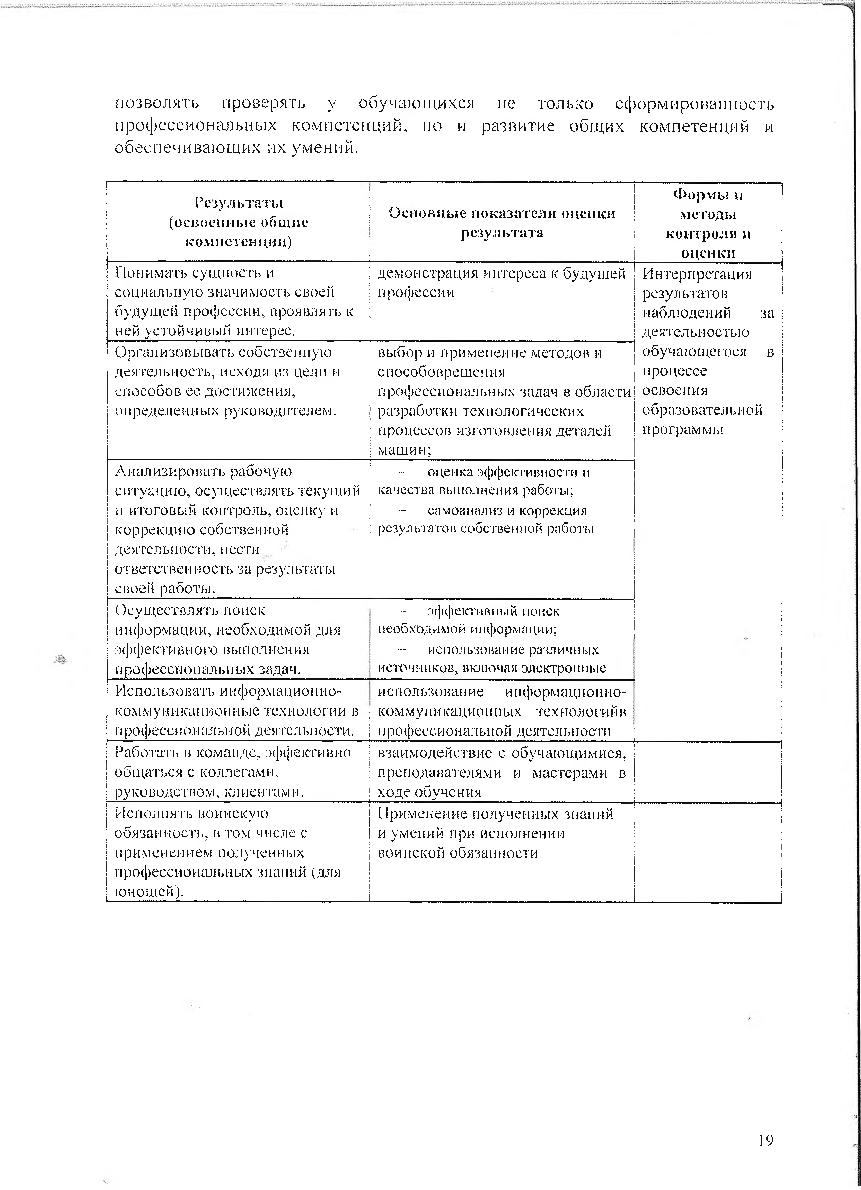 позволять проверять у обучающихся не только сформированность
профессиональных компетенций, но и развитие общих компетенций и
обеспечивающих их умений.
Результаты
(освоенные общие
компетенции)
Основные показатели оценки
результата
Формы и
методы
контроля и
оценки
Понимать сущность и
социальную значимость своей
будущей профессии, проявлять к
ней устойчивый интерес.
демонстрация интереса к будущей
профессии
Интерпретация
результатов
наблюдений за
деятельностью
обучающегося в
процессе
освоения
образовательной
программы
Организовывать собственную
деятельность, исходя из цели и
способов ее достижения,
определенных руководителем.
выбор и применение методов и
способоврешения
профессиональных задач в области
разработки технологических
процессов изготовления деталей
машин;
Анализировать рабочую
ситуацию, осуществлять текущий
и итоговый контроль, оценку и
коррекцию собственной
деятельности, нести
ответственность за результаты
своей работы.
– оценка эффективности и
качества выполнения работы;
– самоанализ и коррекция
результатов собственной работы
Осуществлять поиск
информации, необходимой для
эффективного выполнения
профессиональных задач.
– эффективный поиск
необходимой информации;
– использование различных
источников, включая электронные
Использовать информационно-
коммуникационные технологии в
профессиональной деятельности.
использование информационно-
коммуникационных технологийв
профессиональной деятельности
Работать в команде, эффективно
общаться с коллегами,
руководством, клиентами.
взаимодействие с обучающимися,
преподавателями и мастерами в
ходе обучения
Исполнять воинскую
обязанность, в том числе с
применением полученных
профессиональных знаний (для
юношей).
Применение полученных знаний
и умений при исполнении
воинской обязанности
19